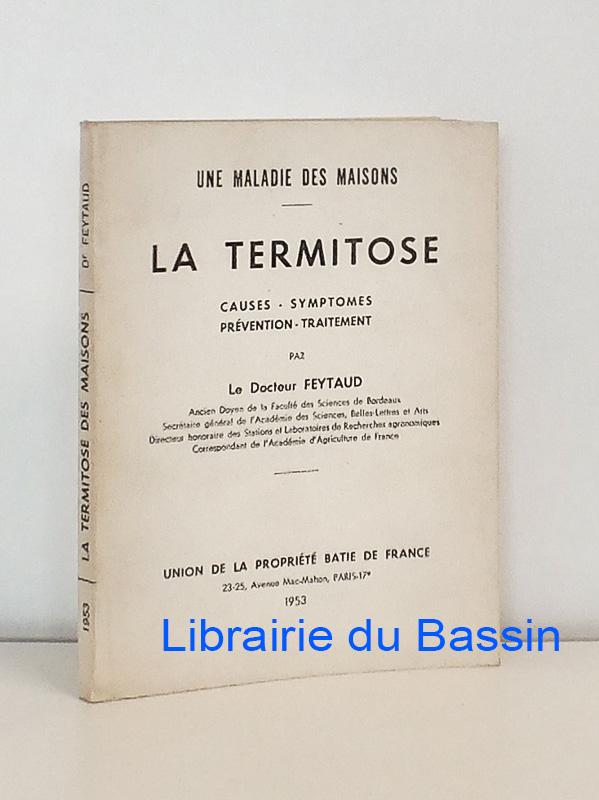 UNE MALADIE DES MAISONS
LA TERMITOSE
CAUSES - SYMPTOMES
PRÉVENTION - TRAITEMENT
PAR
Le Docteur FEYTAUD
Ancien Doyen de la Faculté des Sciences de Bordeaux
Secrétaire général de l'Académie des Sciences, Belles-Lettres et Arts
Directeur honoraire des Stations et Laboratoires de Recherches agronomiques
Correspondant de l'Académie d'Agriculture de France
UNION DE LA PROPRIÉTÉ BATIE DE FRANCE
23-25, Avenue Mac-Mahon, PARIS-17e
1953
1953 LA TERMITOSE DES MAISONS Dr FEYTAUD
Librairie du Bassin